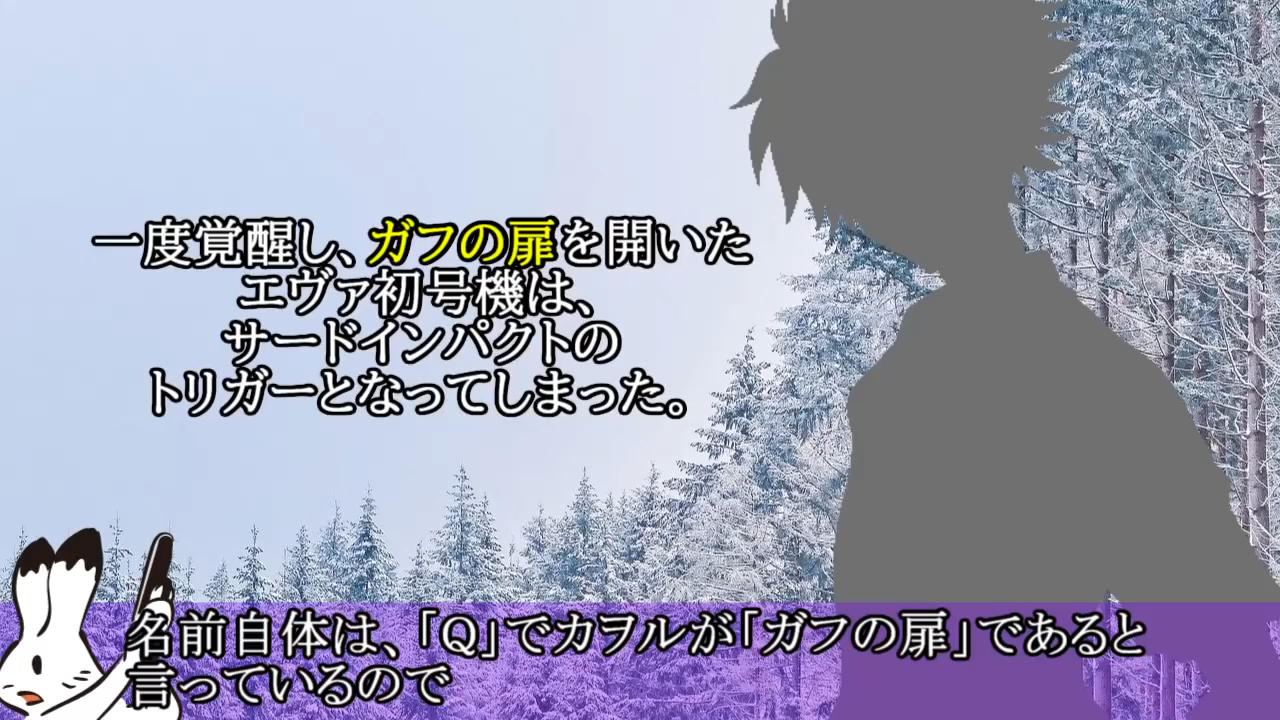 一度覚醒し、ガフの扉を開いた
エヴァ初号機は、
サードインパクトの
トリガーとなってしまった。
名前自体は、「Q」でカヲルが「ガフの扉」であると
言っているので